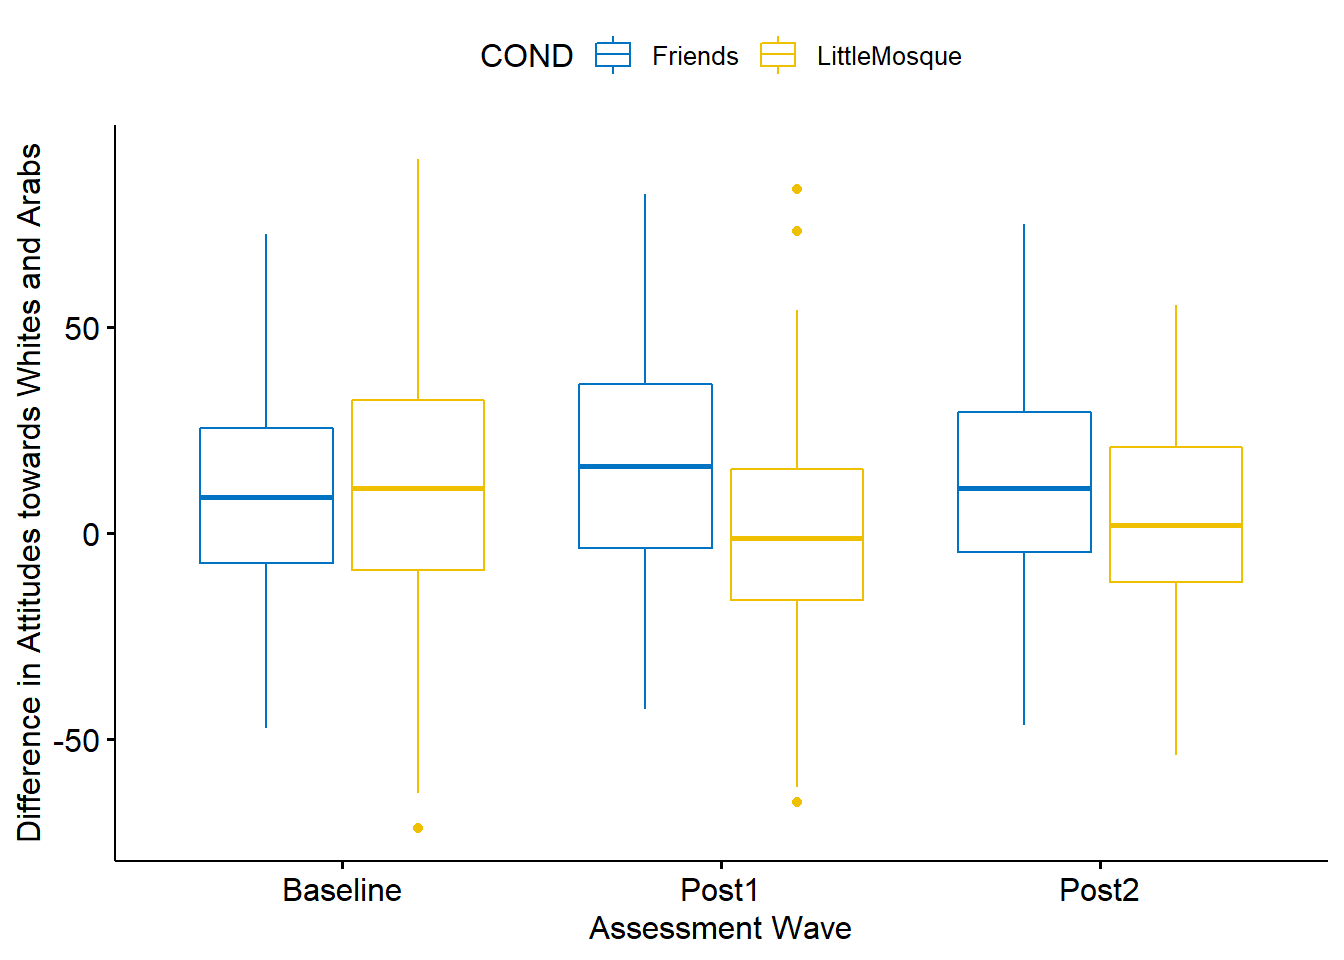 COND Friends LittleMosque
Difference in Attitudes towards Whites and Arabs
50
0
-50
Baseline Post1 Post2
Assessment Wave